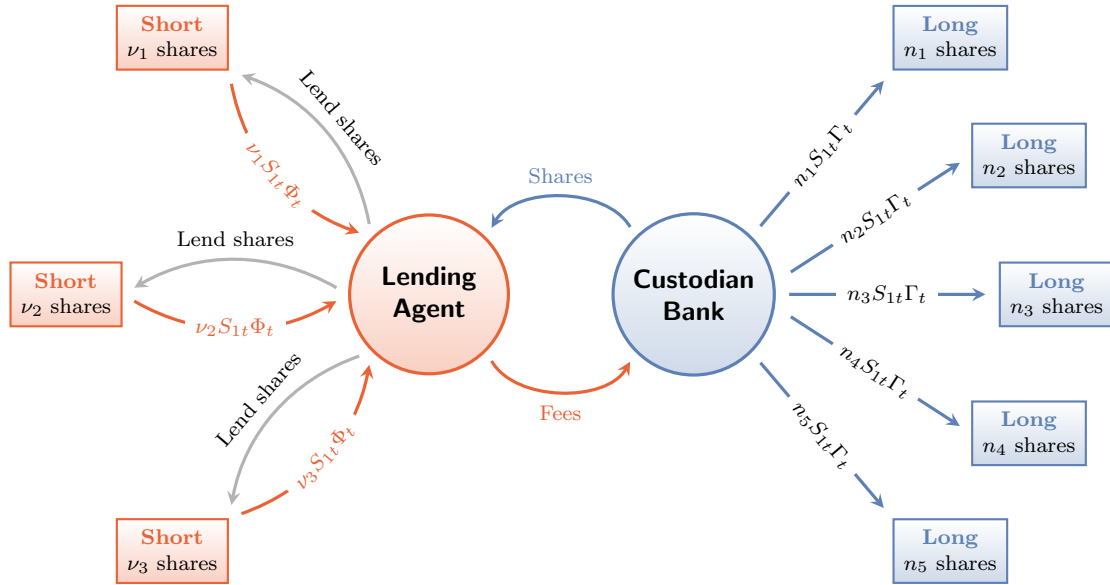 Short
ν₁ shares
Lend shares
ν₁S₁ₜΦₜ
Short
ν₂ shares
Lend shares
ν₂S₁ₜΦₜ
Short
ν₃ shares
Lend shares
ν₃S₁ₜΦₜ
Lending
Agent
Shares
Fees
Custodian
Bank
n₁S₁ₜΓₜ
Long
n₁ shares
n₂S₁ₜΓₜ
Long
n₂ shares
n₃S₁ₜΓₜ
Long
n₃ shares
n₄S₁ₜΓₜ
Long
n₄ shares
n₅S₁ₜΓₜ
Long
n₅ shares